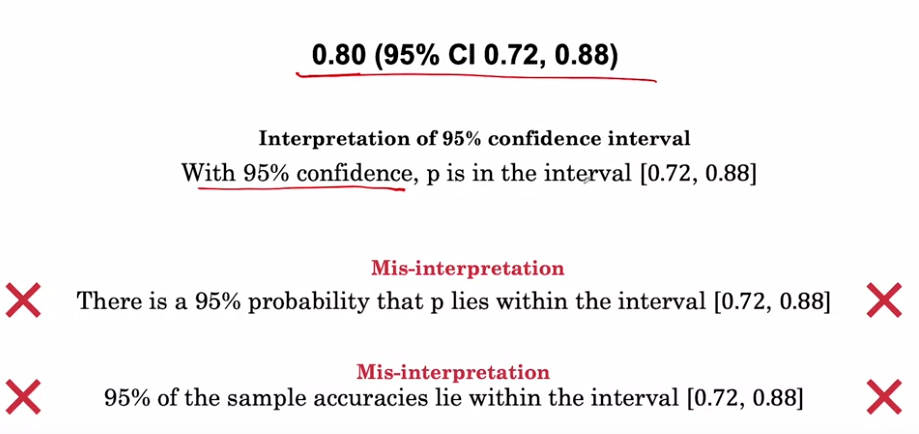 0.80 (95% CI 0.72, 0.88)
Interpretation of 95% confidence interval
With 95% confidence, p is in the interval [0.72, 0.88]
Mis-interpretation
There is a 95% probability that p lies within the interval [0.72, 0.88]
Mis-interpretation
95% of the sample accuracies lie within the interval [0.72, 0.88]